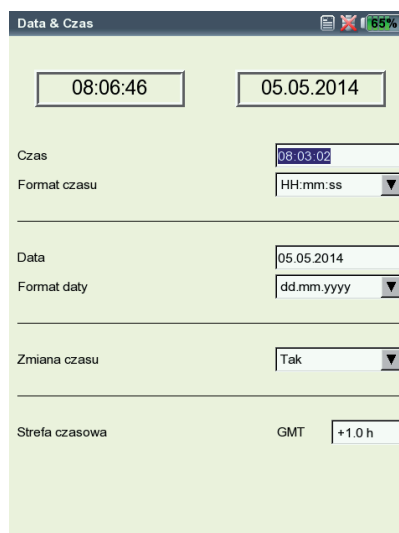 Data & Czas 65%
08:06:46 05.05.2014
Czas 08:03:02
Format czasu HH:mm:ss
Data 05.05.2014
Format daty dd.mm.yyyy
Zmiana czasu Tak
Strefa czasowa GMT +1.0 h